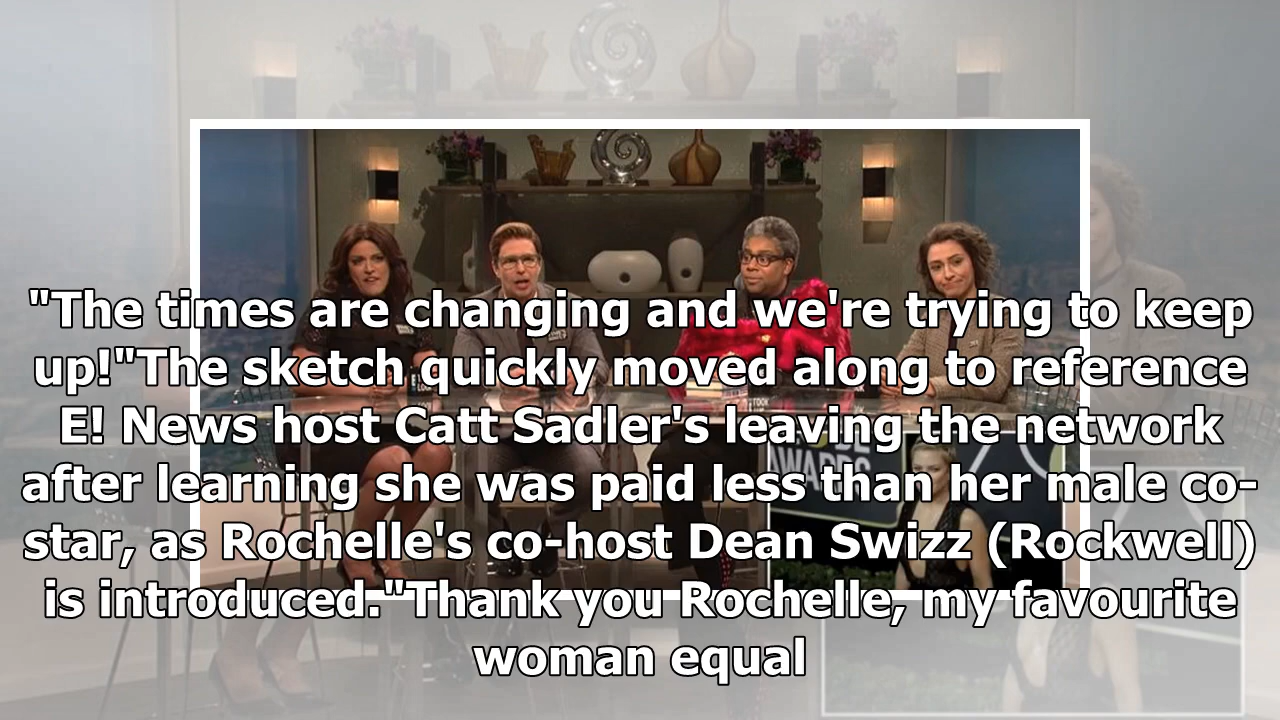 "The times are changing and we're trying to keep
up!"The sketch quickly moved along to reference
E! News host Catt Sadler's leaving the network
after learning she was paid less than her male co-
star, as Rochelle's co-host Dean Swizz (Rockwell)
is introduced."Thank you Rochelle, my favourite
woman equal
AWARDS